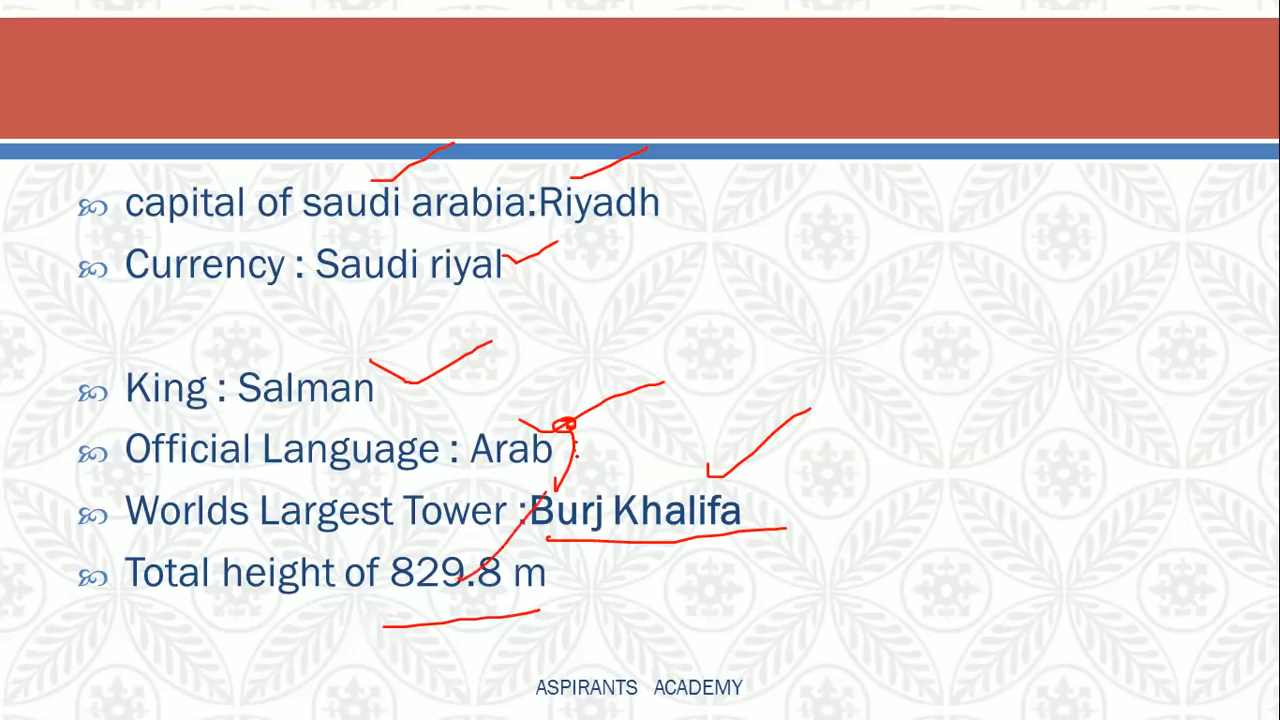 capital of saudi arabia:Riyadh
Currency : Saudi riyal
King : Salman
Official Language : Arab
Worlds Largest Tower :Burj Khalifa
Total height of 829.8 m
ASPIRANTS ACADEMY